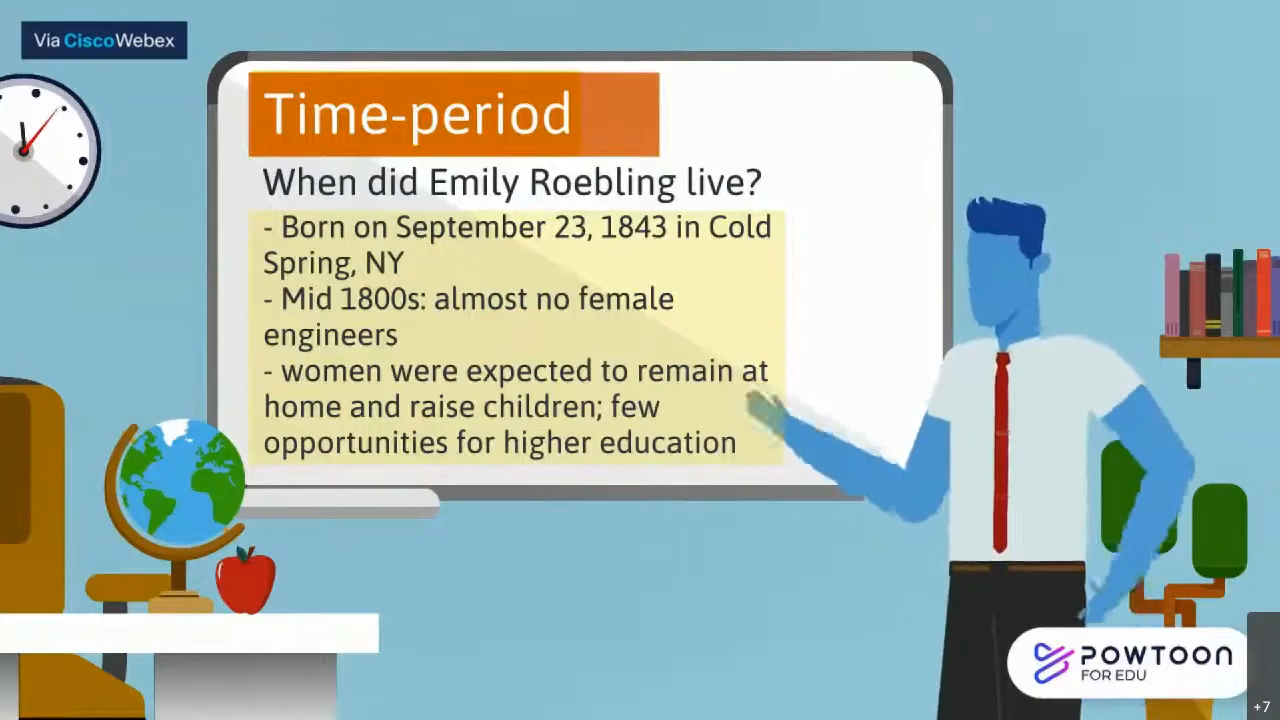 Via CiscoWebex
Time-period
When did Emily Roebling live?
- Born on September 23, 1843 in Cold
Spring, NY
- Mid 1800s: almost no female
engineers
- women were expected to remain at
home and raise children; few
opportunities for higher education
POWTOON
FOR EDU
+7